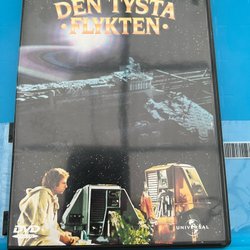 DEN TYSTA
· FLYKTEN ·
DVD
UNIVERSAL